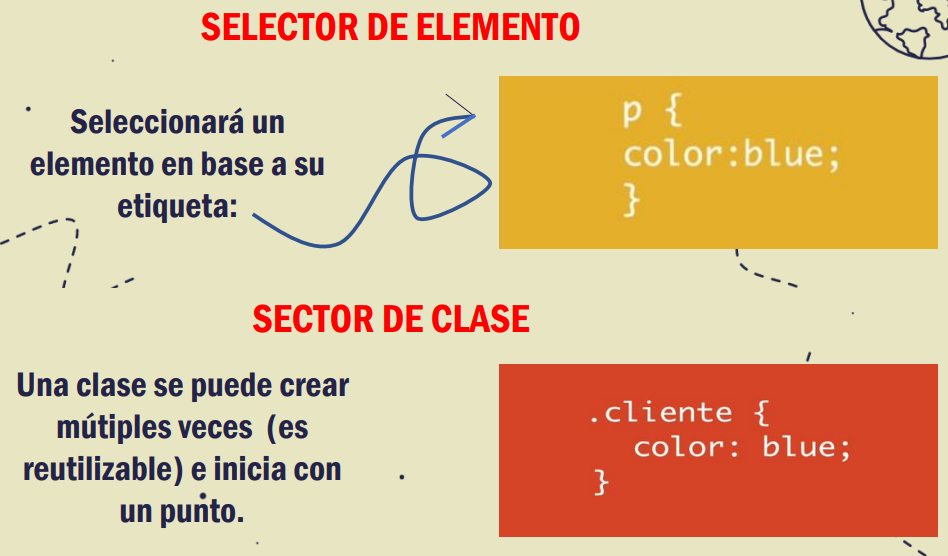 SELECTOR DE ELEMENTO
Seleccionará un
elemento en base a su
etiqueta:
p {
color:blue;
}
SECTOR DE CLASE
Una clase se puede crear
mútiples veces (es
reutilizable) e inicia con
un punto.
.cliente {
color: blue;
}